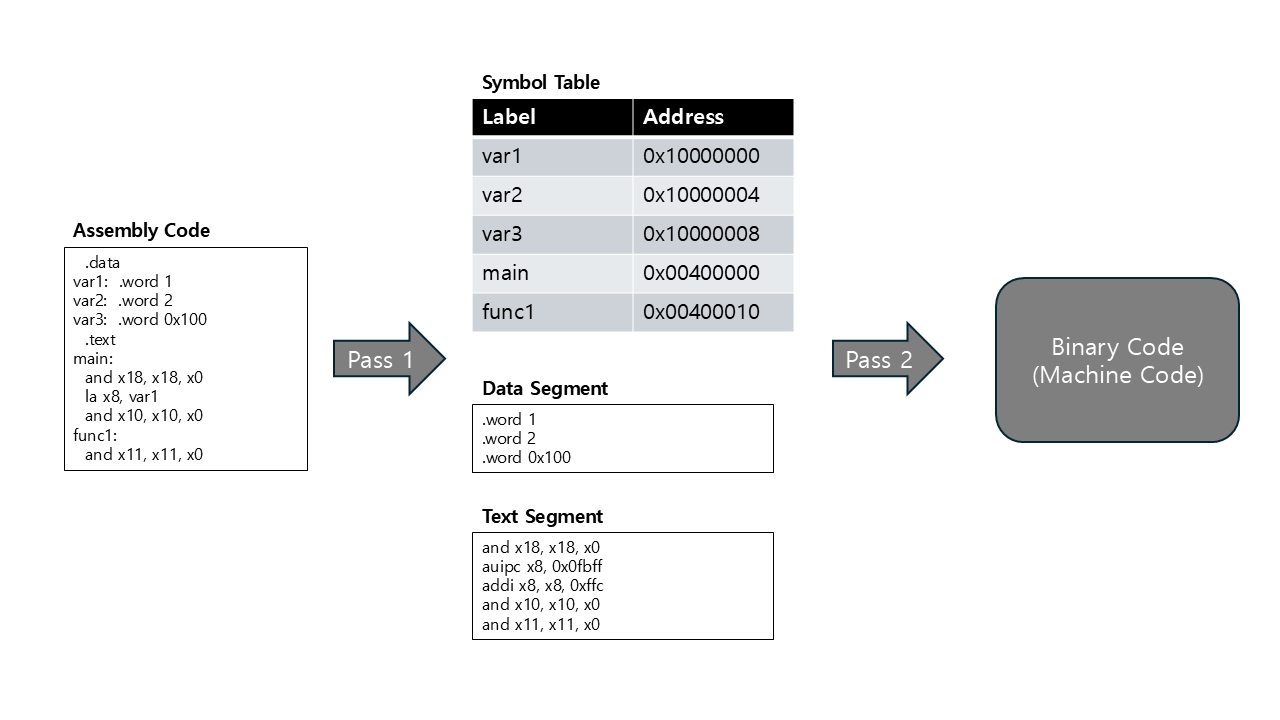 Symbol Table
Label Address
var1 0x10000000
var2 0x10000004
var3 0x10000008
main 0x00400000
func1 0x00400010
Assembly Code
.data
var1: .word 1
var2: .word 2
var3: .word 0x100
.text
main:
and x18, x18, x0
la x8, var1
and x10, x10, x0
func1:
and x11, x11, x0
Pass 1
Data Segment
.word 1
.word 2
.word 0x100
Text Segment
and x18, x18, x0
auipc x8, 0x0fbff
addi x8, x8, 0xffc
and x10, x10, x0
and x11, x11, x0
Pass 2
Binary Code
(Machine Code)